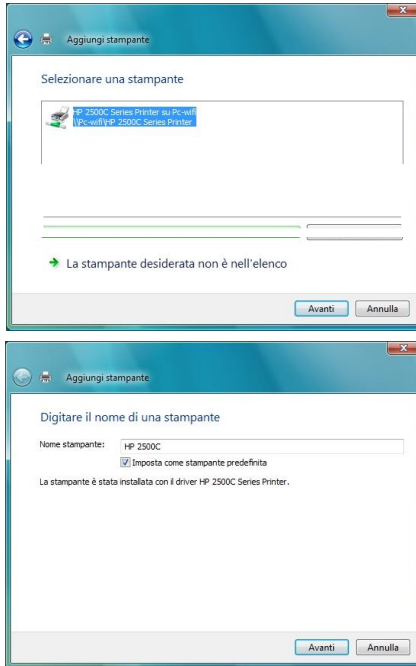 Aggiungi stampante
Selezionare una stampante
HP 2500C Series Printer su Pc-wifi
\\Pc-wifi\HP 2500C Series Printer
La stampante desiderata non è nell'elenco
Avanti Annulla
Aggiungi stampante
Digitare il nome di una stampante
Nome stampante: HP 2500C
Imposta come stampante predefinita
La stampante è stata installata con il driver HP 2500C Series Printer.
Avanti Annulla